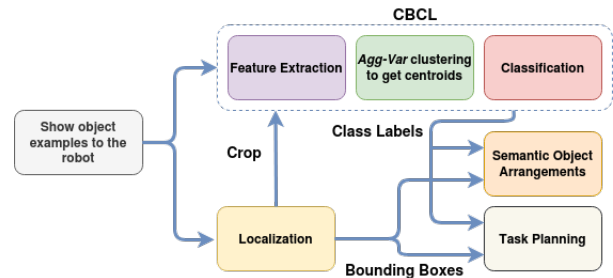 CBCL
Feature Extraction
Agg-Var clustering
to get centroids
Classification
Show object
examples to the
robot
Crop
Class Labels
Semantic Object
Arrangements
Localization
Task Planning
Bounding Boxes